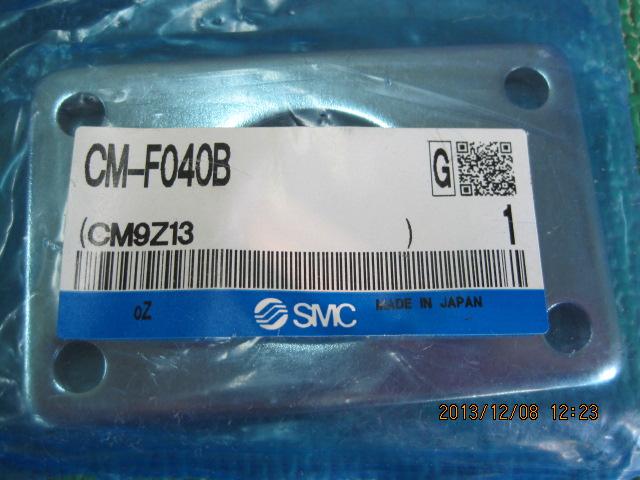 CM-F040B
G
(CM9Z13 )
1
oZ
SMC
MADE IN JAPAN
2013/12/08 12:23